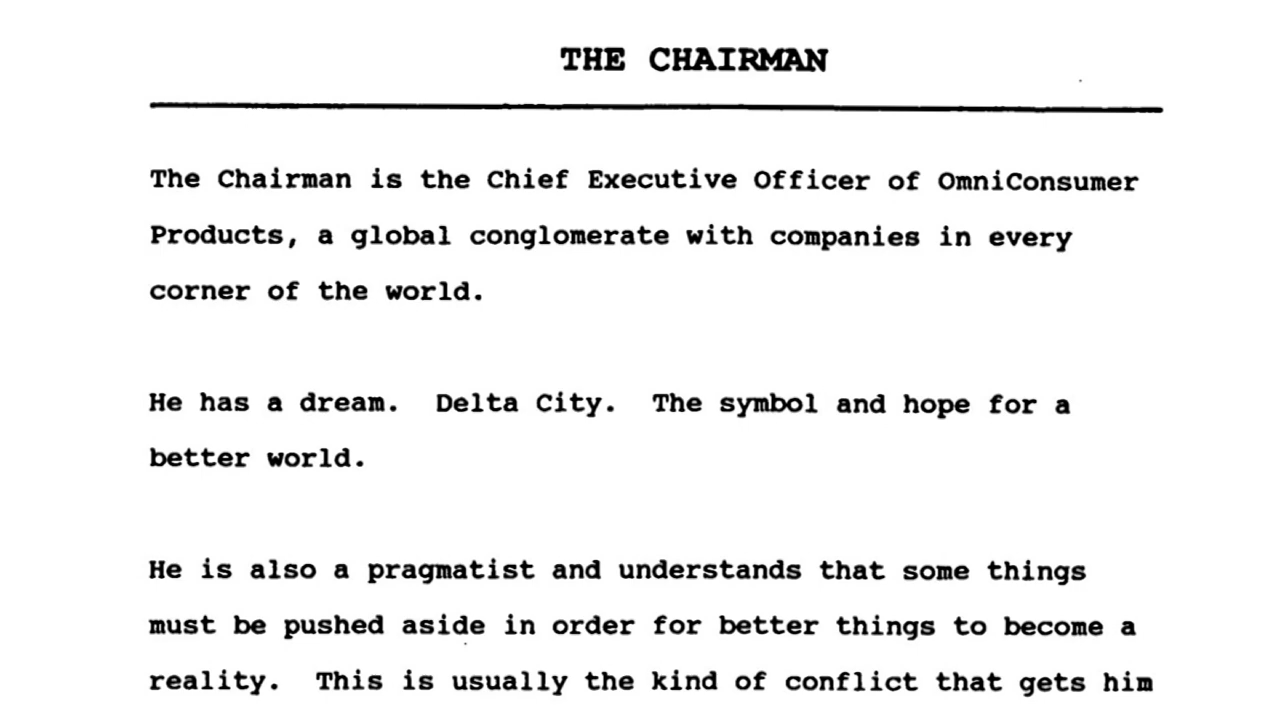 THE CHAIRMAN
The Chairman is the Chief Executive Officer of OmniConsumer
Products, a global conglomerate with companies in every
corner of the world.
He has a dream.  Delta City.  The symbol and hope for a
better world.
He is also a pragmatist and understands that some things
must be pushed aside in order for better things to become a
reality.  This is usually the kind of conflict that gets him